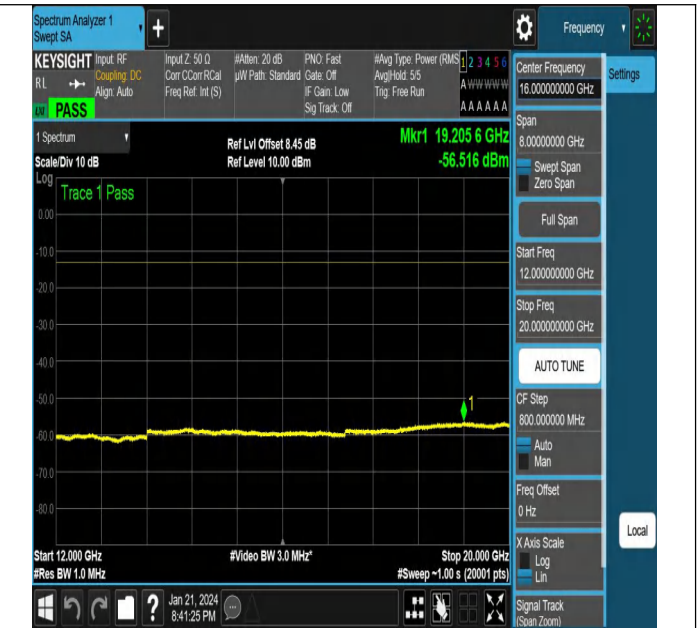 Spectrum Analyzer 1
Swept SA
+
Frequency
KEYSIGHT
RL
PASS
Input: RF
Coupling: DC
Align: Auto
Input Z: 50 Ω
Corr CCorr RCal
Freq Ref: Int (S)
#Atten: 20 dB
µW Path: Standard
PNO: Fast
Gate: Off
IF Gain: Low
Sig Track: Off
#Avg Type: Power (RMS
Avg|Hold: 5/5
Trig: Free Run
1 2 3 4 5 6
A W W W W W
A A A A A A
1 Spectrum
Scale/Div 10 dB
Ref Lvl Offset 8.45 dB
Ref Level 10.00 dBm
Mkr1 19.205 6 GHz
-56.516 dBm
Log
Trace 1 Pass
0.00
-10.0
-20.0
-30.0
-40.0
-50.0
-60.0
-70.0
-80.0
1
Start 12.000 GHz
#Res BW 1.0 MHz
#Video BW 3.0 MHz*
Stop 20.000 GHz
#Sweep ~1.00 s (20001 pts)
Center Frequency
16.000000000 GHz
Settings
Span
8.00000000 GHz
Swept Span
Zero Span
Full Span
Start Freq
12.000000000 GHz
Stop Freq
20.000000000 GHz
AUTO TUNE
CF Step
800.000000 MHz
Auto
Man
Freq Offset
0 Hz
X Axis Scale
Log
Lin
Local
Signal Track
(Span Zoom)
?
Jan 21, 2024
8:41:25 PM